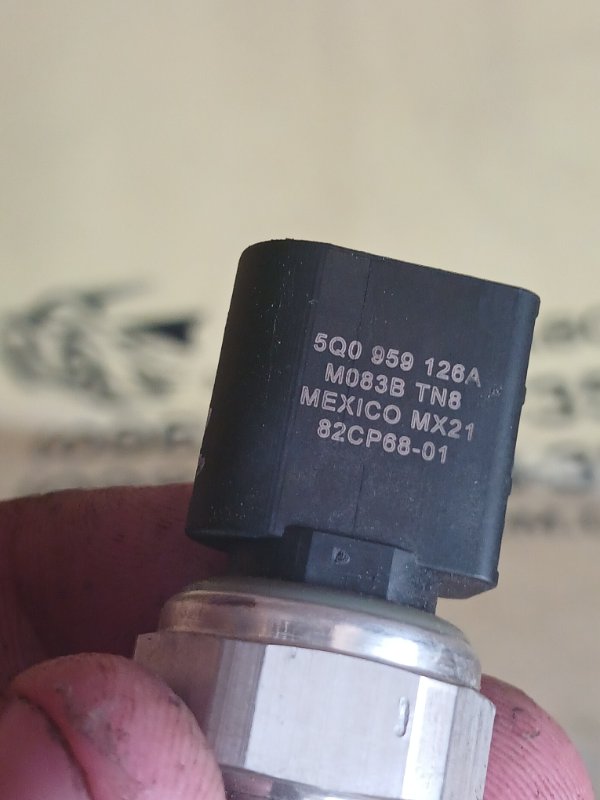 5Q0 959 126A
M083B TN8
MEXICO MX21
82CP68-01